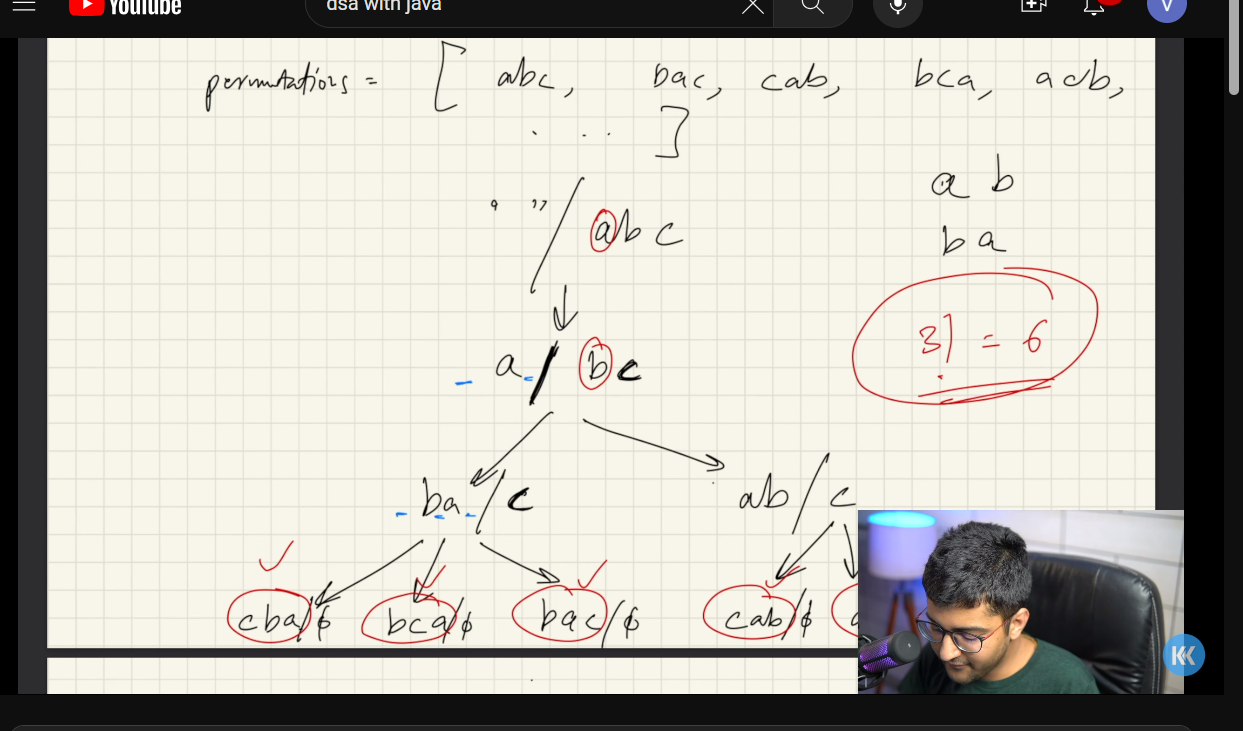 YouTube dsa with java V
permutations = [ abc, bac, cab, bca, acb,
. . . ]
a b
" " / abc
b a
3! = 6
a / bc
ba / c ab / c
cba/ϕ bca/ϕ bac/ϕ cab/ϕ
KK